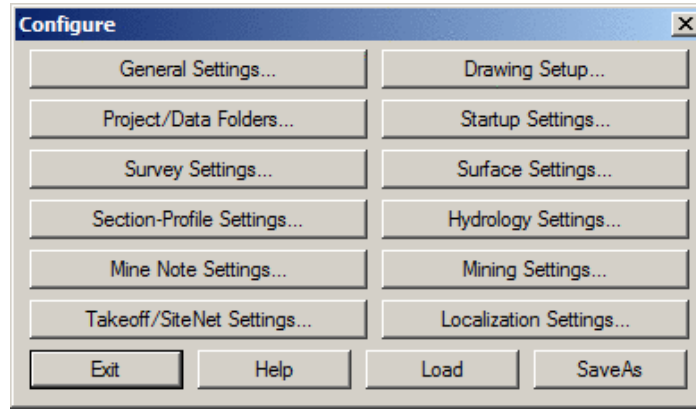 Configure
General Settings... Drawing Setup...
Project/Data Folders... Startup Settings...
Survey Settings... Surface Settings...
Section-Profile Settings... Hydrology Settings...
Mine Note Settings... Mining Settings...
Takeoff/SiteNet Settings... Localization Settings...
Exit Help Load SaveAs